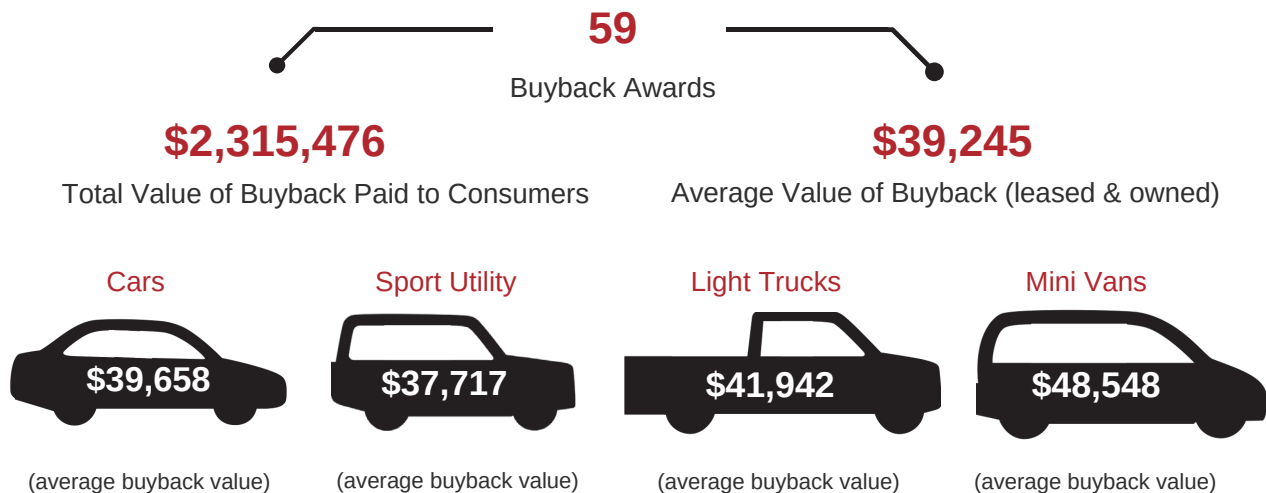 59
Buyback Awards
$2,315,476
Total Value of Buyback Paid to Consumers
$39,245
Average Value of Buyback (leased & owned)
Cars
Sport Utility
Light Trucks
Mini Vans
$39,658
$37,717
$41,942
$48,548
(average buyback value)
(average buyback value)
(average buyback value)
(average buyback value)